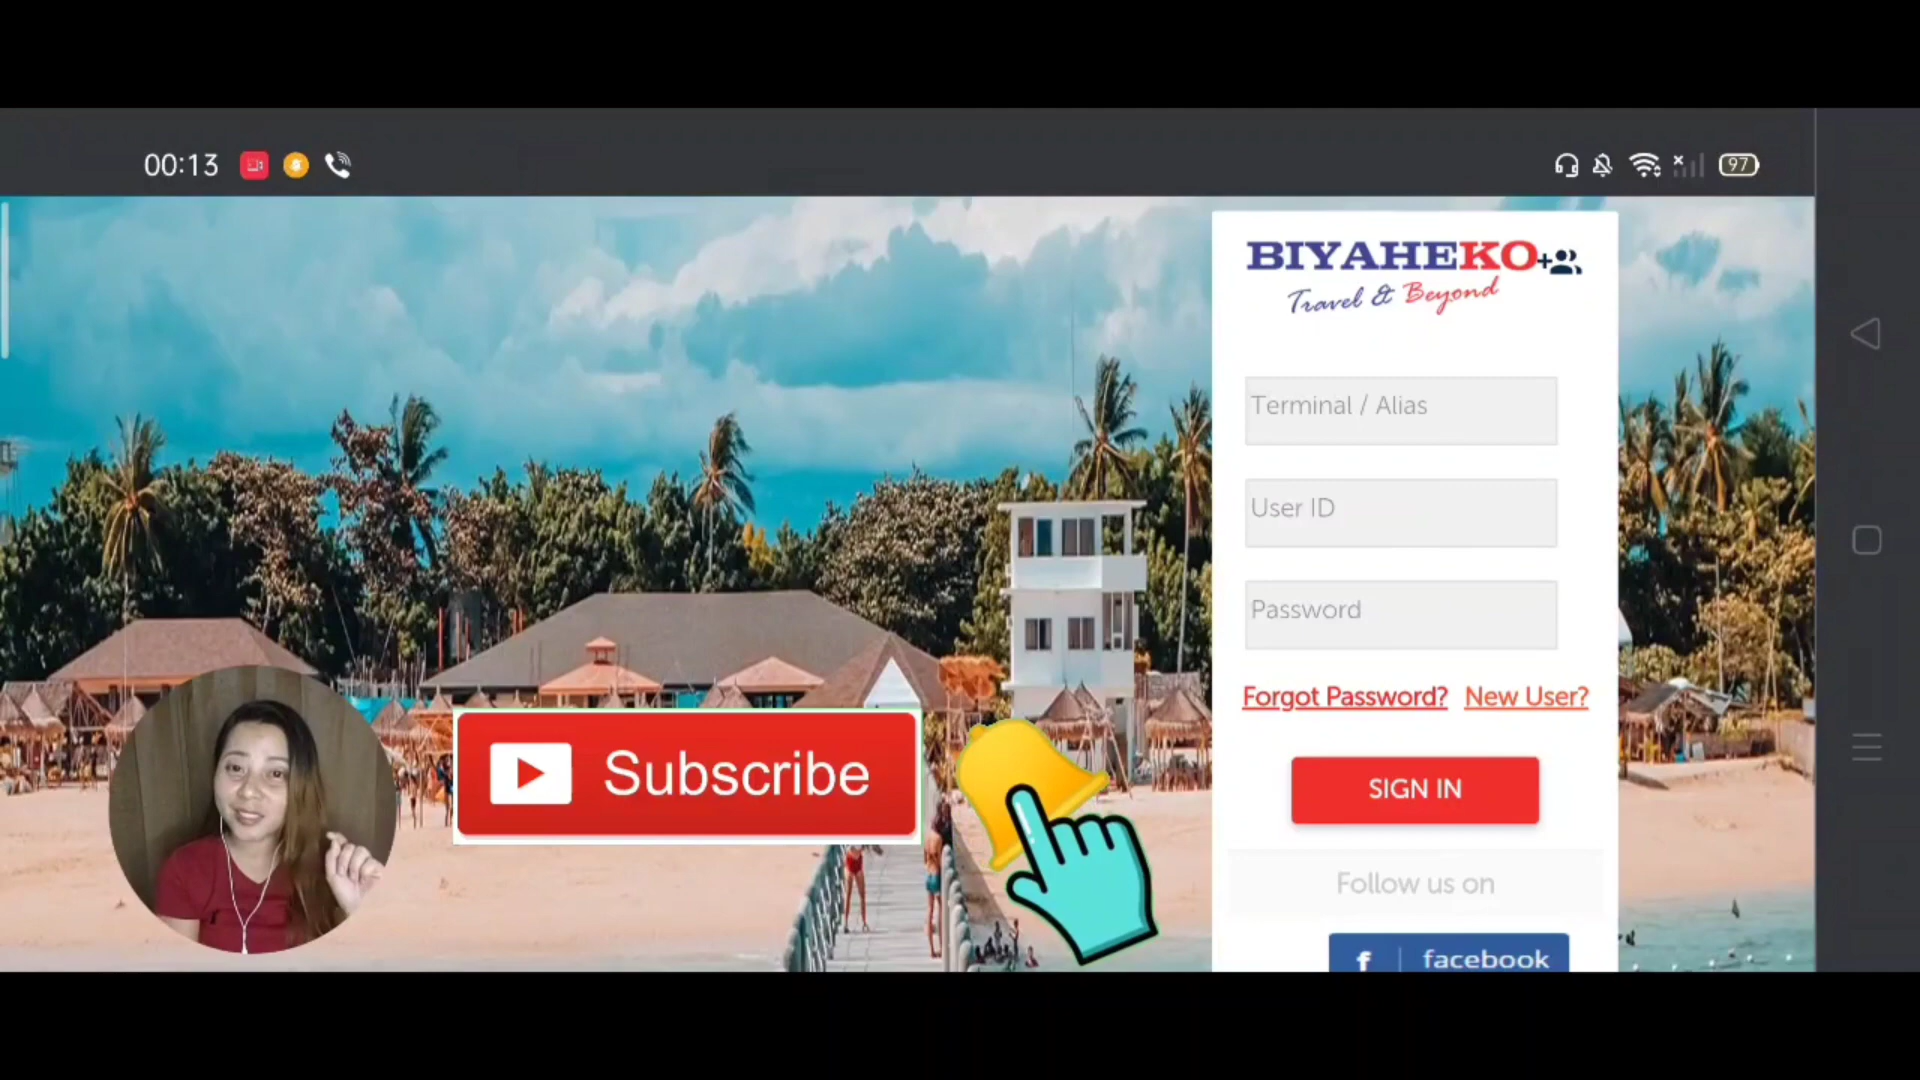 00:13
97
BIYAHEKO+
Travel & Beyond
Terminal / Alias
User ID
Password
Forgot Password? New User?
SIGN IN
Subscribe
Follow us on
f facebook